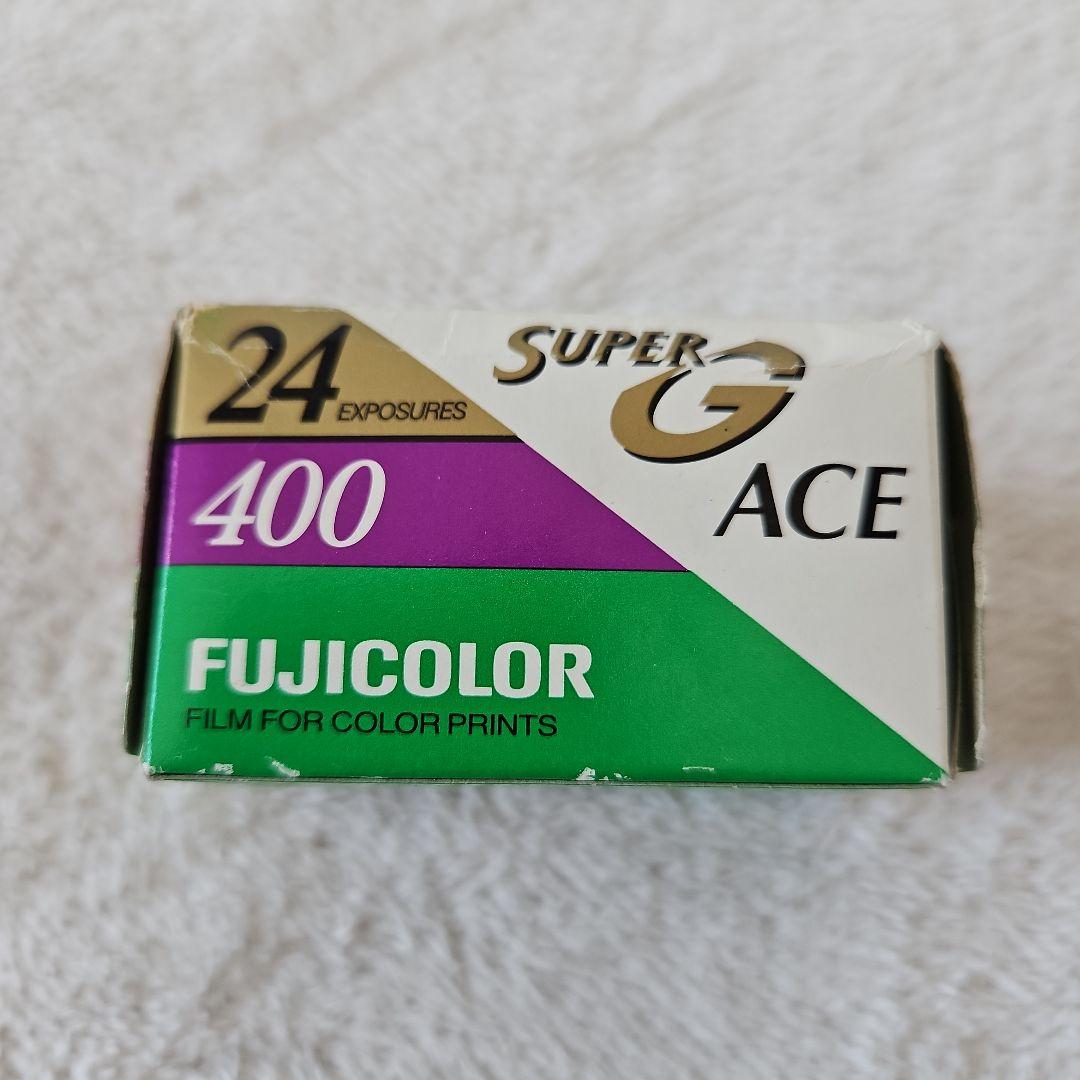 24 EXPOSURES
SUPER G
ACE
400
FUJICOLOR
FILM FOR COLOR PRINTS